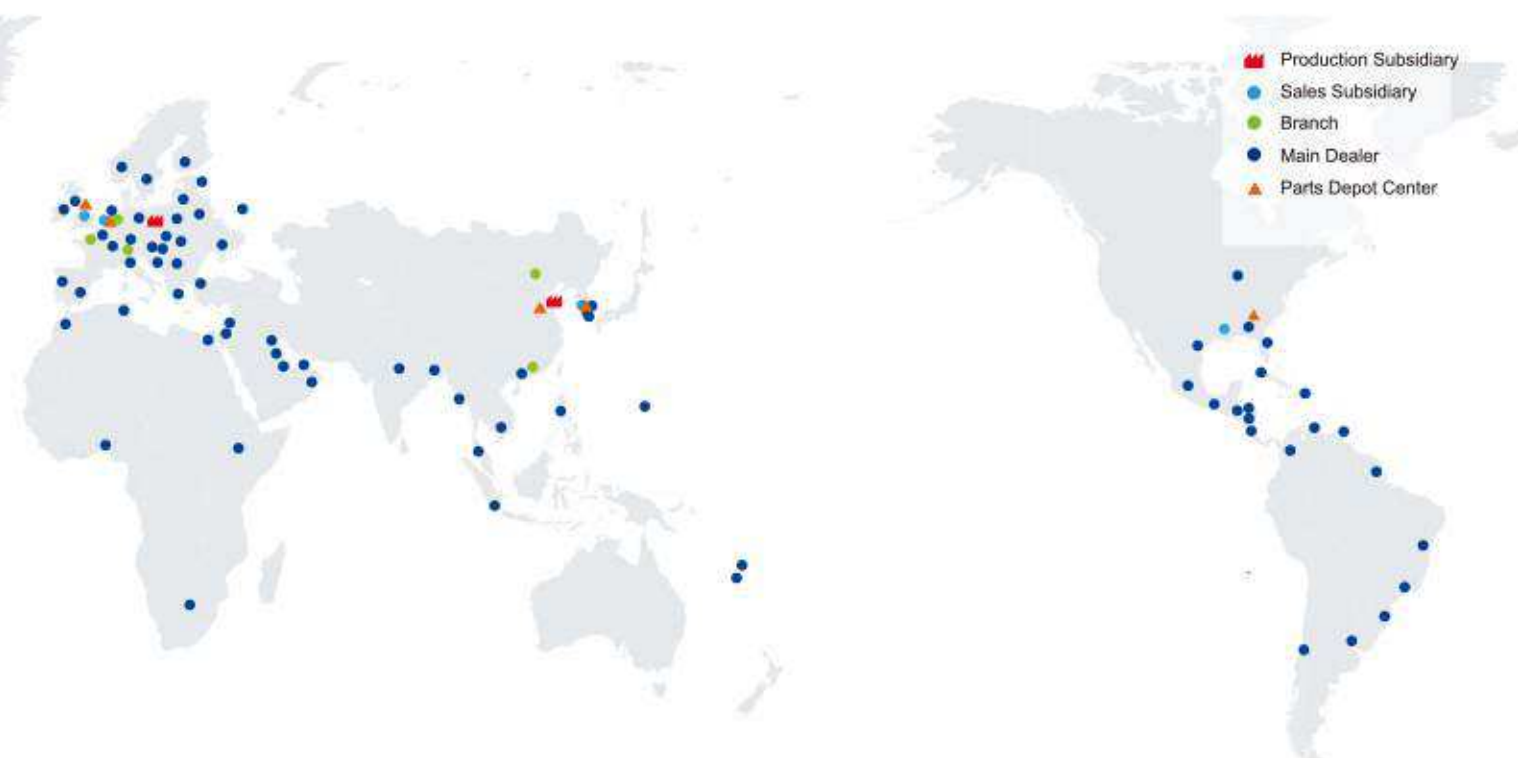 Production Subsidiary
Sales Subsidiary
Branch
Main Dealer
Parts Depot Center